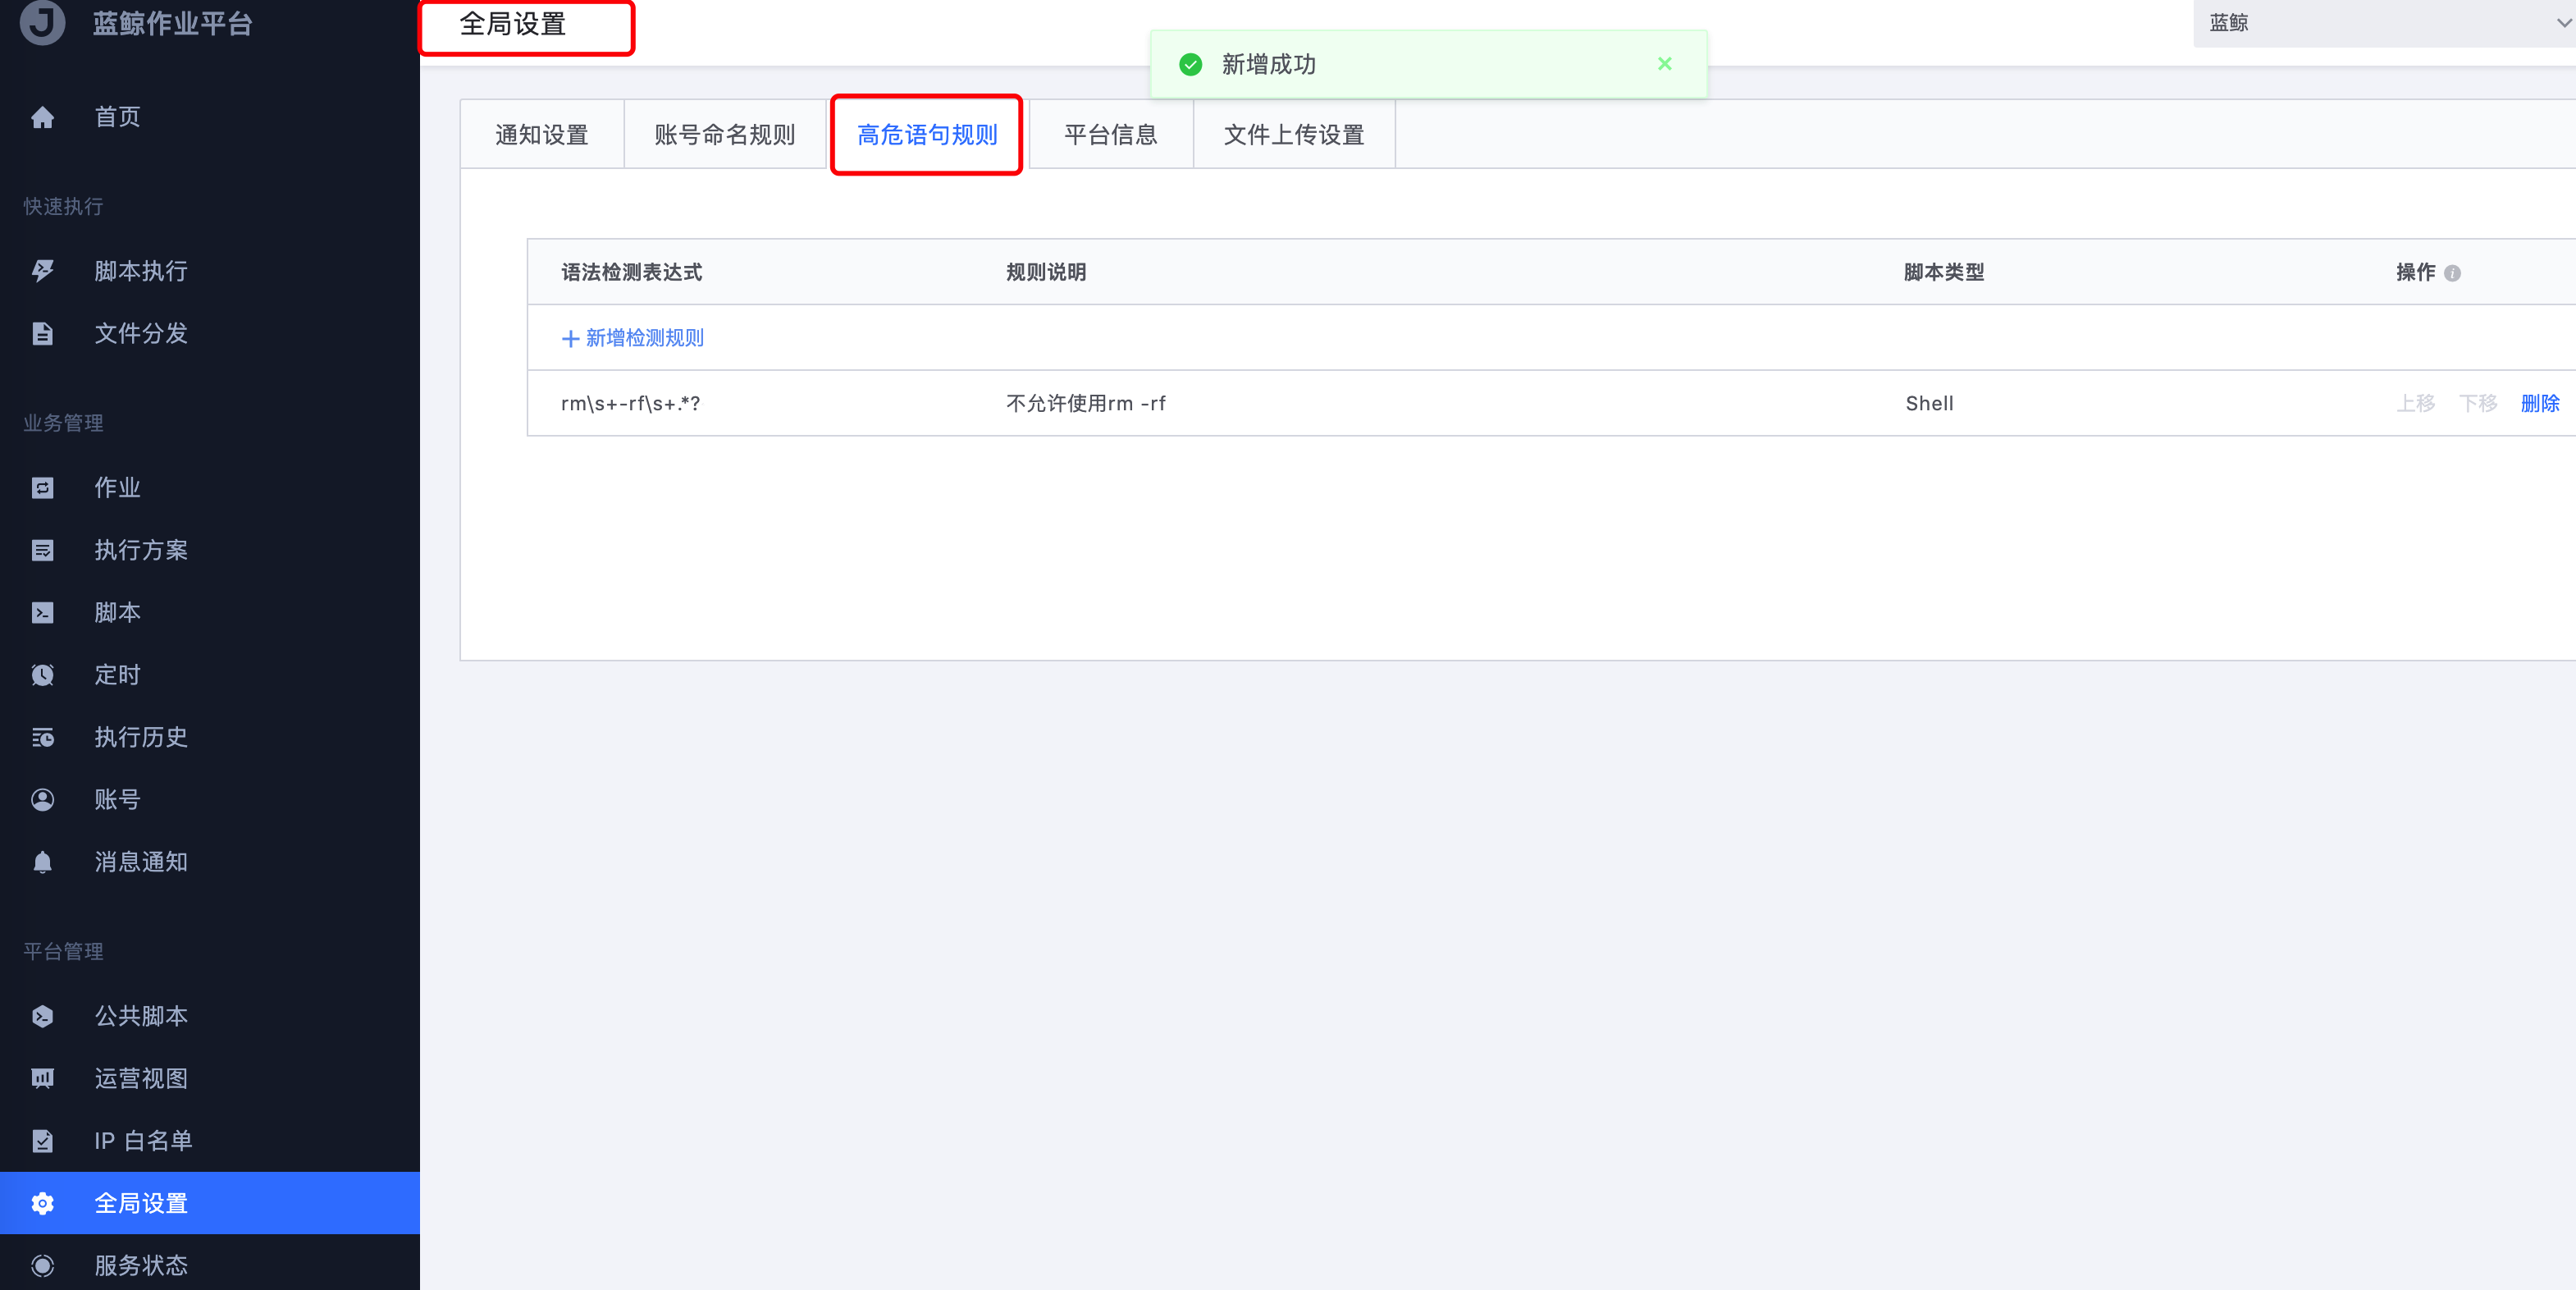 蓝鲸作业平台
首页
快速执行
脚本执行
文件分发
业务管理
作业
执行方案
脚本
定时
执行历史
账号
消息通知
平台管理
公共脚本
运营视图
IP 白名单
全局设置
服务状态
全局设置
蓝鲸
新增成功
通知设置 账号命名规则 高危语句规则 平台信息 文件上传设置
语法检测表达式 规则说明 脚本类型 操作
新增检测规则
rm\s+-rf\s+.*? 不允许使用rm -rf Shell 上移 下移 删除